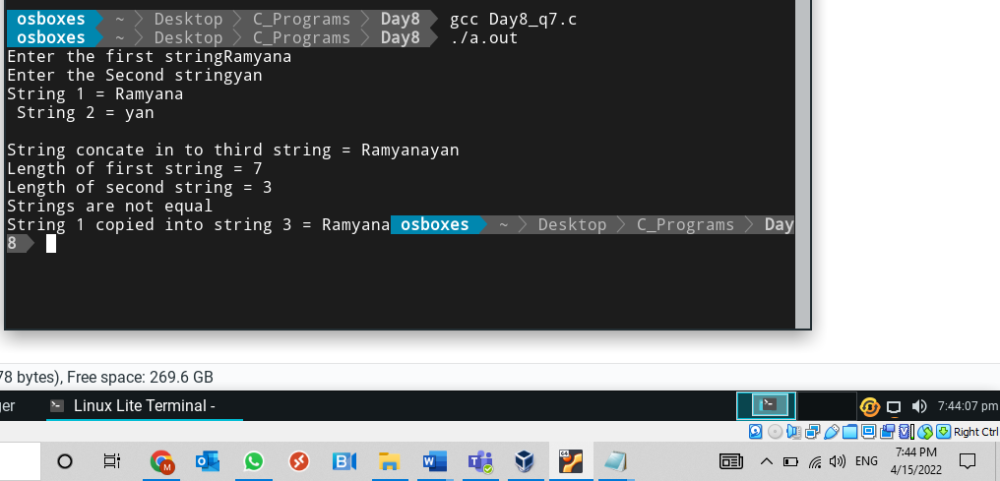 osboxes ~ Desktop C_Programs Day8 gcc Day8_q7.c
osboxes ~ Desktop C_Programs Day8 ./a.out
Enter the first stringRamyana
Enter the Second stringyan
String 1 = Ramyana
String 2 = yan
String concate in to third string = Ramyanayan
Length of first string = 7
Length of second string = 3
Strings are not equal
String 1 copied into string 3 = Ramyana osboxes ~ Desktop C_Programs Day
8
78 bytes), Free space: 269.6 GB
ger Linux Lite Terminal - 7:44:07 pm
Right Ctrl
ENG 7:44 PM
4/15/2022